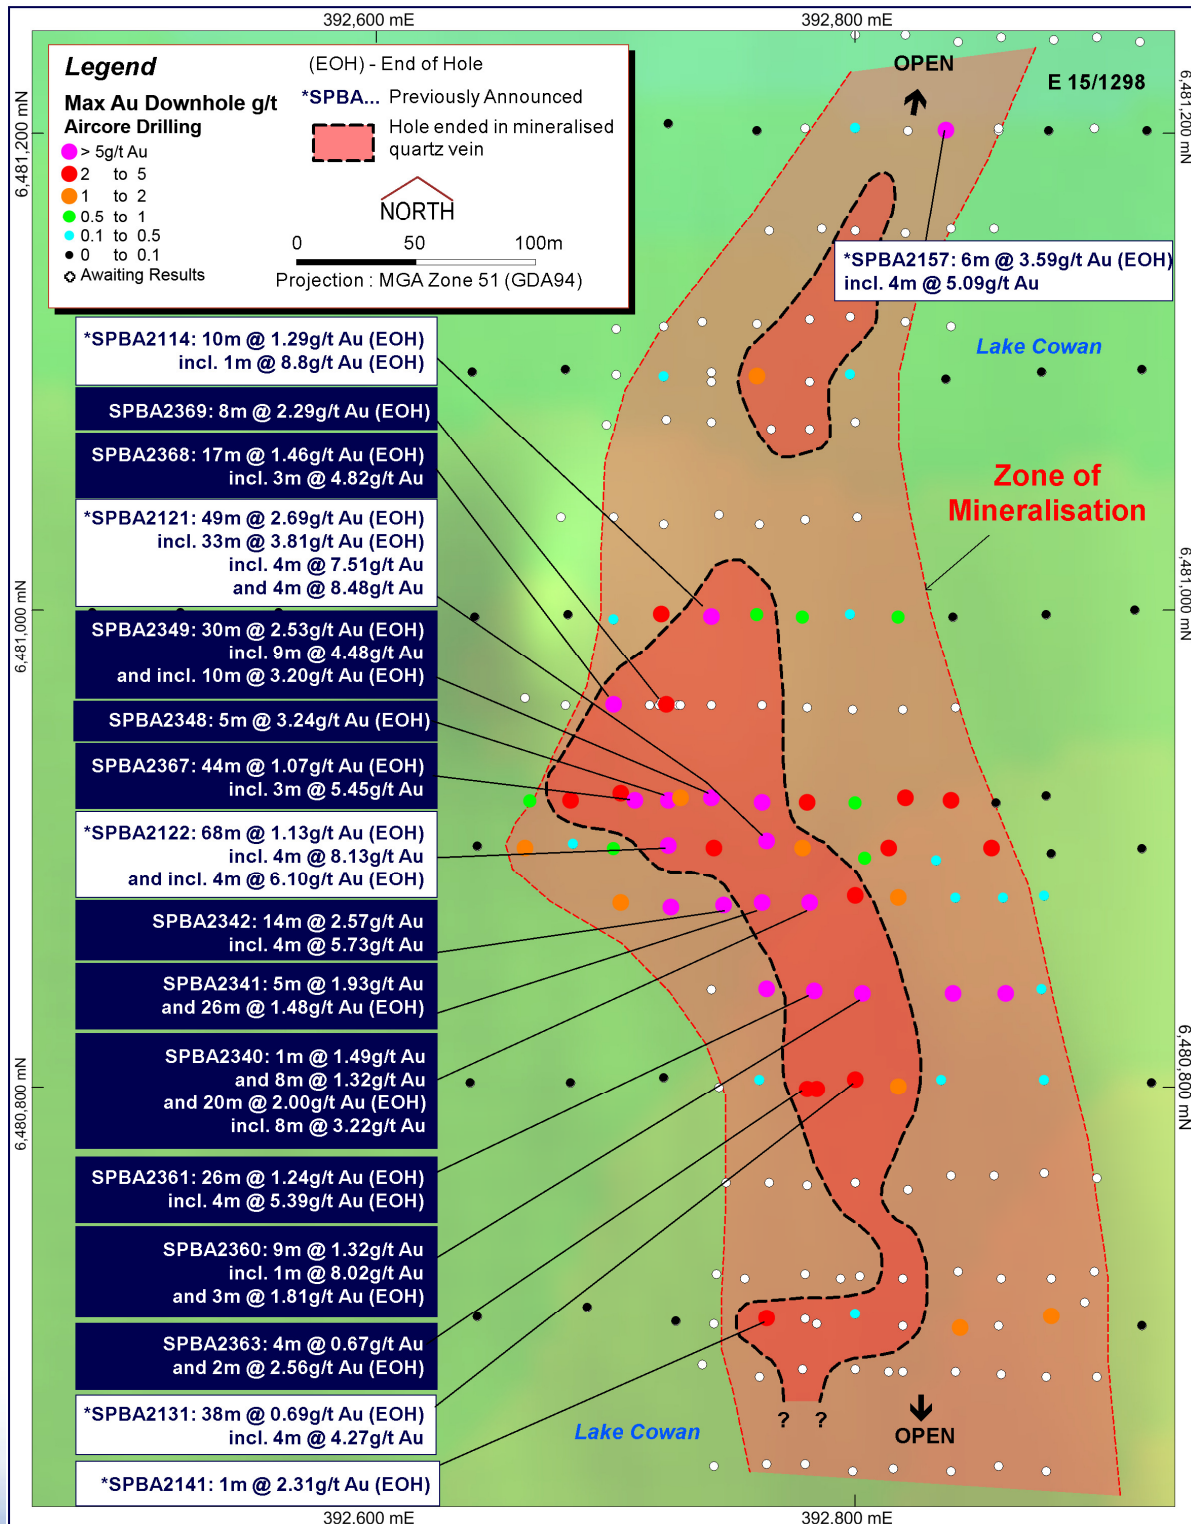 392,600 mE
392,800 mE
Legend
(EOH) - End of Hole
Max Au Downhole g/t
*SPBA... Previously Announced
Aircore Drilling
Hole ended in mineralised
quartz vein
> 5g/t Au
2 to 5
1 to 2
0.5 to 1
0.1 to 0.5
0 to 0.1
Awaiting Results
NORTH
0 50 100m
Projection : MGA Zone 51 (GDA94)
OPEN
E 15/1298
6,481,200 mN
6,481,200 mN
*SPBA2157: 6m @ 3.59g/t Au (EOH)
incl. 4m @ 5.09g/t Au
Lake Cowan
Zone of
Mineralisation
*SPBA2114: 10m @ 1.29g/t Au (EOH)
incl. 1m @ 8.8g/t Au (EOH)
SPBA2369: 8m @ 2.29g/t Au (EOH)
SPBA2368: 17m @ 1.46g/t Au (EOH)
incl. 3m @ 4.82g/t Au
*SPBA2121: 49m @ 2.69g/t Au (EOH)
incl. 33m @ 3.81g/t Au (EOH)
incl. 4m @ 7.51g/t Au
and 4m @ 8.48g/t Au
6,481,000 mN
6,481,000 mN
SPBA2349: 30m @ 2.53g/t Au (EOH)
incl. 9m @ 4.48g/t Au
and incl. 10m @ 3.20g/t Au (EOH)
SPBA2348: 5m @ 3.24g/t Au (EOH)
SPBA2367: 44m @ 1.07g/t Au (EOH)
incl. 3m @ 5.45g/t Au
*SPBA2122: 68m @ 1.13g/t Au (EOH)
incl. 4m @ 8.13g/t Au
and incl. 4m @ 6.10g/t Au (EOH)
SPBA2342: 14m @ 2.57g/t Au
incl. 4m @ 5.73g/t Au
SPBA2341: 5m @ 1.93g/t Au
and 26m @ 1.48g/t Au (EOH)
SPBA2340: 1m @ 1.49g/t Au
and 8m @ 1.32g/t Au
and 20m @ 2.00g/t Au (EOH)
incl. 8m @ 3.22g/t Au
6,480,800 mN
6,480,800 mN
SPBA2361: 26m @ 1.24g/t Au (EOH)
incl. 4m @ 5.39g/t Au (EOH)
SPBA2360: 9m @ 1.32g/t Au
incl. 1m @ 8.02g/t Au
and 3m @ 1.81g/t Au (EOH)
SPBA2363: 4m @ 0.67g/t Au
and 2m @ 2.56g/t Au (EOH)
*SPBA2131: 38m @ 0.69g/t Au (EOH)
incl. 4m @ 4.27g/t Au
*SPBA2141: 1m @ 2.31g/t Au (EOH)
? ?
OPEN
Lake Cowan
392,600 mE
392,800 mE